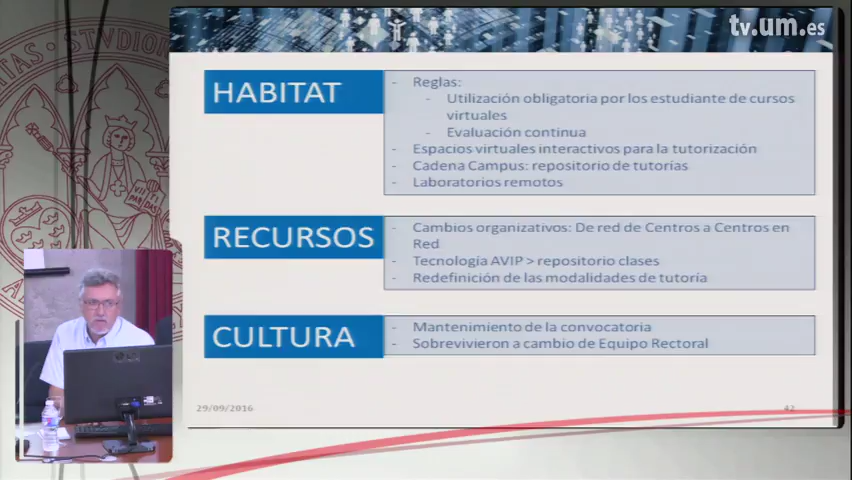 tv.um.es
HABITAT
- Reglas:
- Utilización obligatoria por los estudiante de cursos
virtuales
- Evaluación continua
- Espacios virtuales interactivos para la tutorización
- Cadena Campus: repositorio de tutorías
- Laboratorios remotos
RECURSOS
- Cambios organizativos: De red de Centros a Centros en
Red
- Tecnología AVIP > repositorio clases
- Redefinición de las modalidades de tutoría
CULTURA
- Mantenimiento de la convocatoria
- Sobrevivieron a cambio de Equipo Rectoral
29/09/2016
42